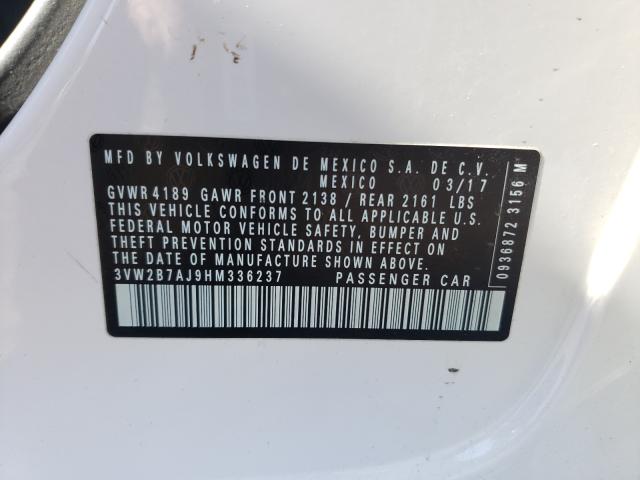 MFD BY VOLKSWAGEN DE MEXICO S.A. DE C.V.
MEXICO 03/17
GVWR 4189 GAWR FRONT 2138 / REAR 2161 LBS
THIS VEHICLE CONFORMS TO ALL APPLICABLE U.S.
FEDERAL MOTOR VEHICLE SAFETY, BUMPER AND
THEFT PREVENTION STANDARDS IN EFFECT ON
THE DATE OF MANUFACTURE SHOWN ABOVE.
3VW2B7AJ9HM336237 PASSENGER CAR
0936872 3156 M